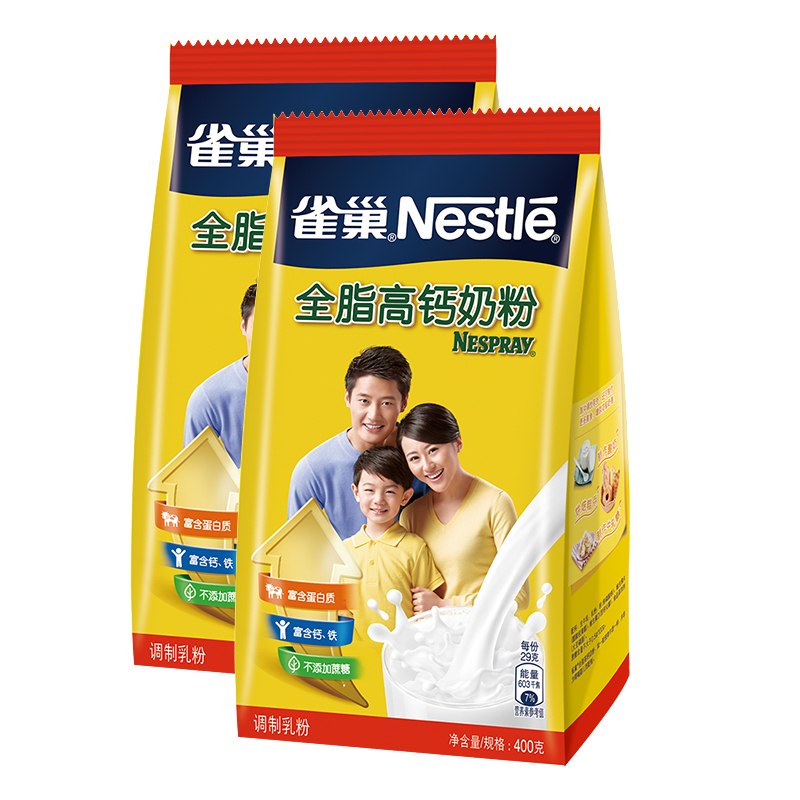 雀巢
全脂
富含蛋白质
富含钙、铁
不添加蔗
调制乳粉
雀巢® Nestlé®
全脂高钙奶粉
NESPRAY®
富含蛋白质
富含钙、铁
不添加蔗糖
每份
29克
能量
603千焦
7%
营养素参考值
调制乳粉
净含量/规格：400克